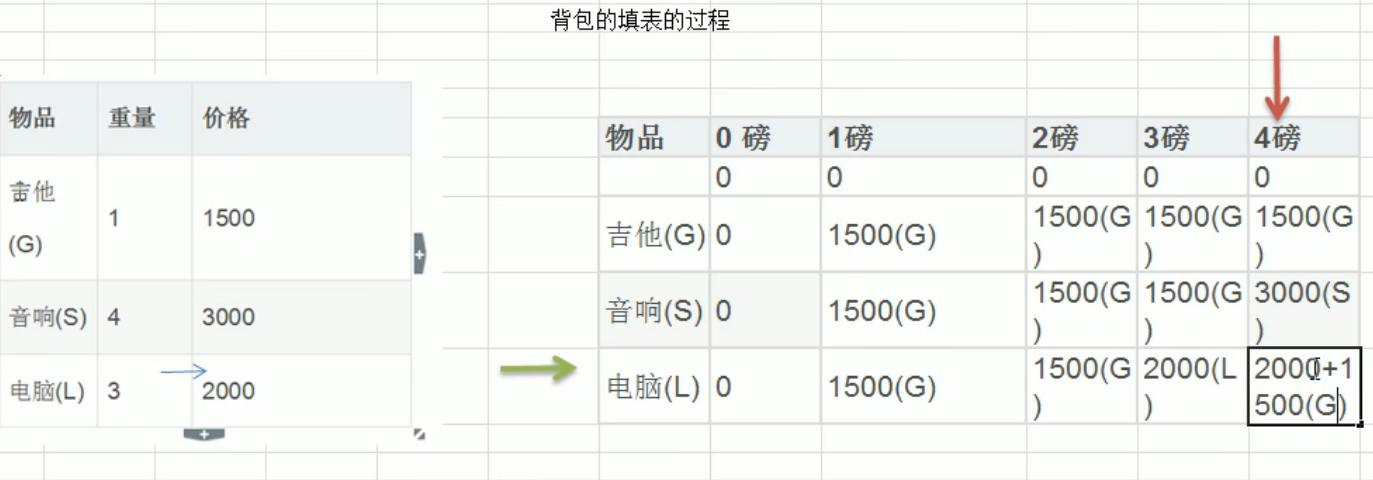 背包的填表的过程
物品 重量 价格
吉他
(G) 1 1500
音响(S) 4 3000
电脑(L) 3 2000
物品 0 磅 1磅 2磅 3磅 4磅
0 0 0 0 0
吉他(G) 0 1500(G) 1500(G
) 1500(G
) 1500(G
)
音响(S) 0 1500(G) 1500(G
) 1500(G
) 3000(S
)
电脑(L) 0 1500(G) 1500(G
) 2000(L
) 2000+1
500(G)